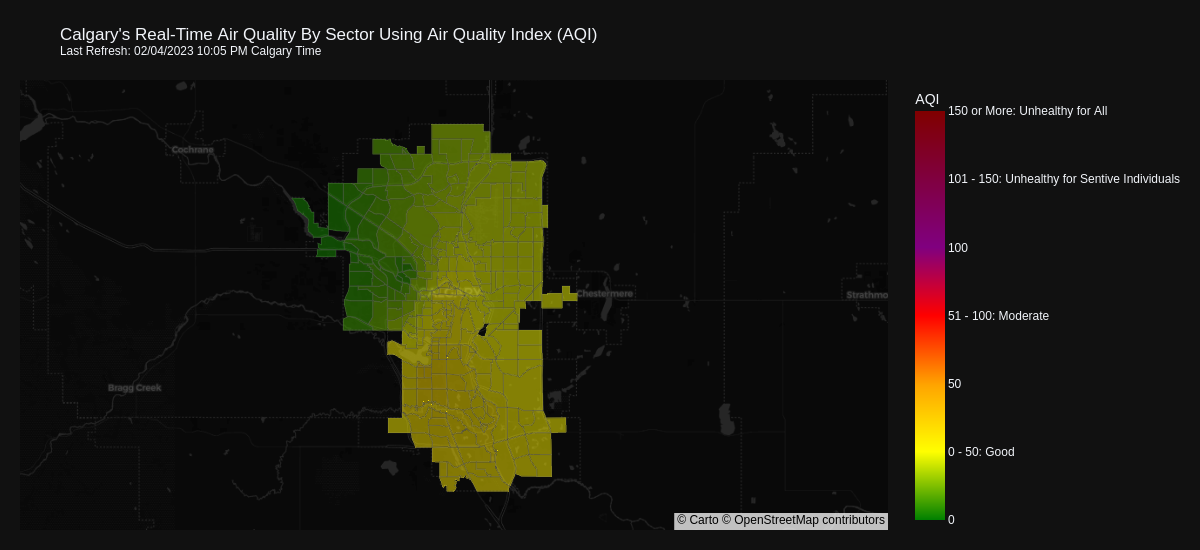 Calgary's Real-Time Air Quality By Sector Using Air Quality Index (AQI)
Last Refresh: 02/04/2023 10:05 PM Calgary Time
AQI
150 or More: Unhealthy for All
Cochrane
101 - 150: Unhealthy for Sentive Individuals
100
Chestermere
Strathmo
51 - 100: Moderate
50
Bragg Creek
0 - 50: Good
0
© Carto © OpenStreetMap contributors